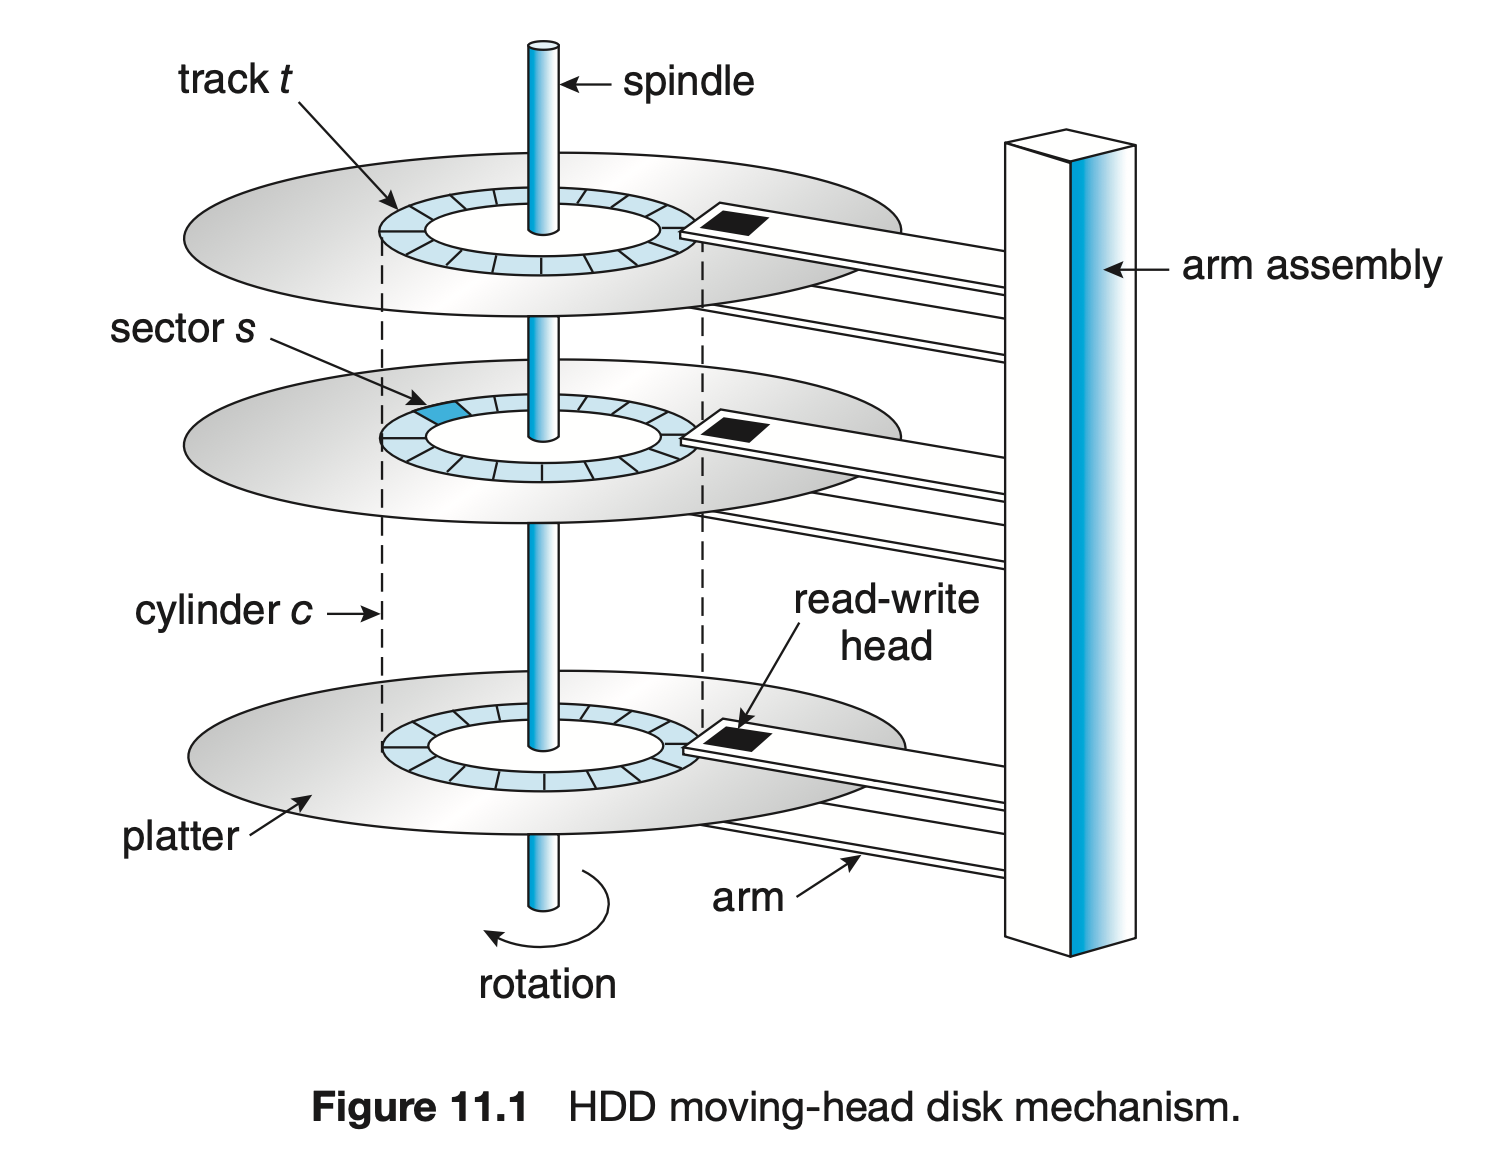 track t
spindle
arm assembly
sector s
cylinder c
read-write
head
platter
arm
rotation
Figure 11.1 HDD moving-head disk mechanism.